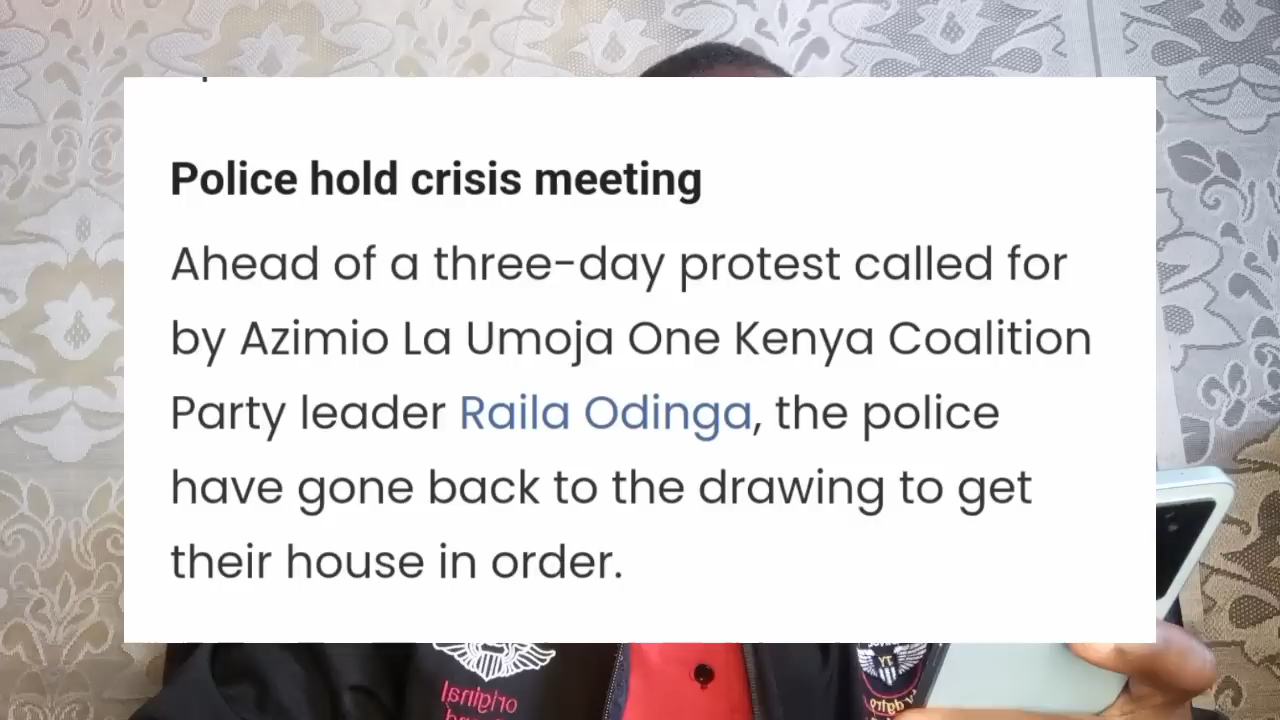 Police hold crisis meeting
Ahead of a three-day protest called for
by Azimio La Umoja One Kenya Coalition
Party leader Raila Odinga, the police
have gone back to the drawing to get
their house in order.
original